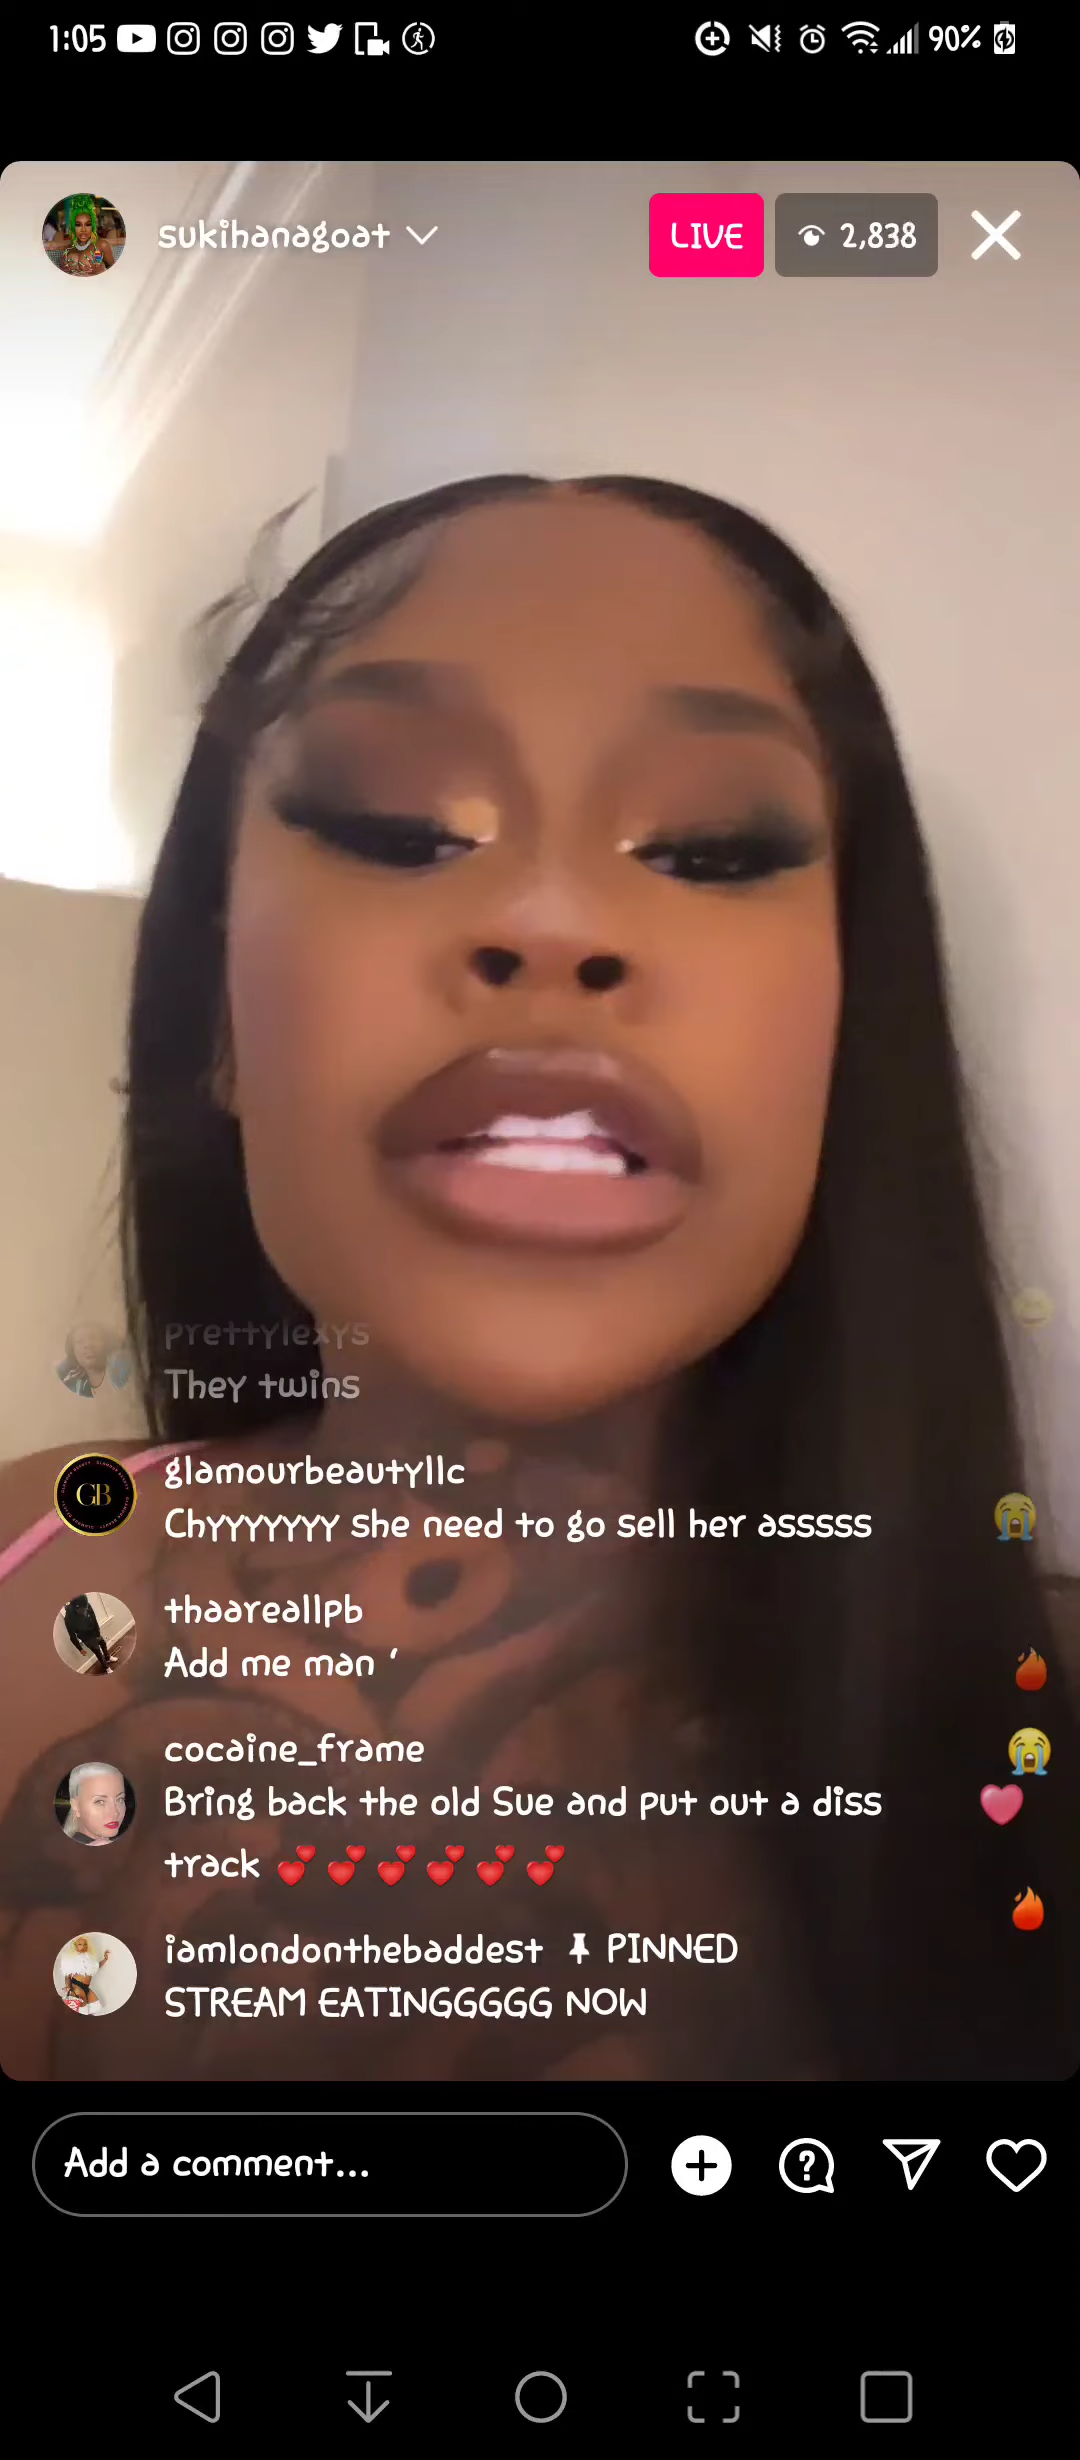 1:05
90%
sukihanagoat
LIVE
2,838
prettylexys
They twins
GB
glamourbeautyllc
Chyyyyyyy she need to go sell her asssss
thaareallpb
Add me man ‘
cocaine_frame
Bring back the old Sue and put out a diss
track 💕 💕 💕 💕 💕 💕
iamlondonthebaddest 📌 PINNED
STREAM EATINGGGGG NOW
Add a comment...